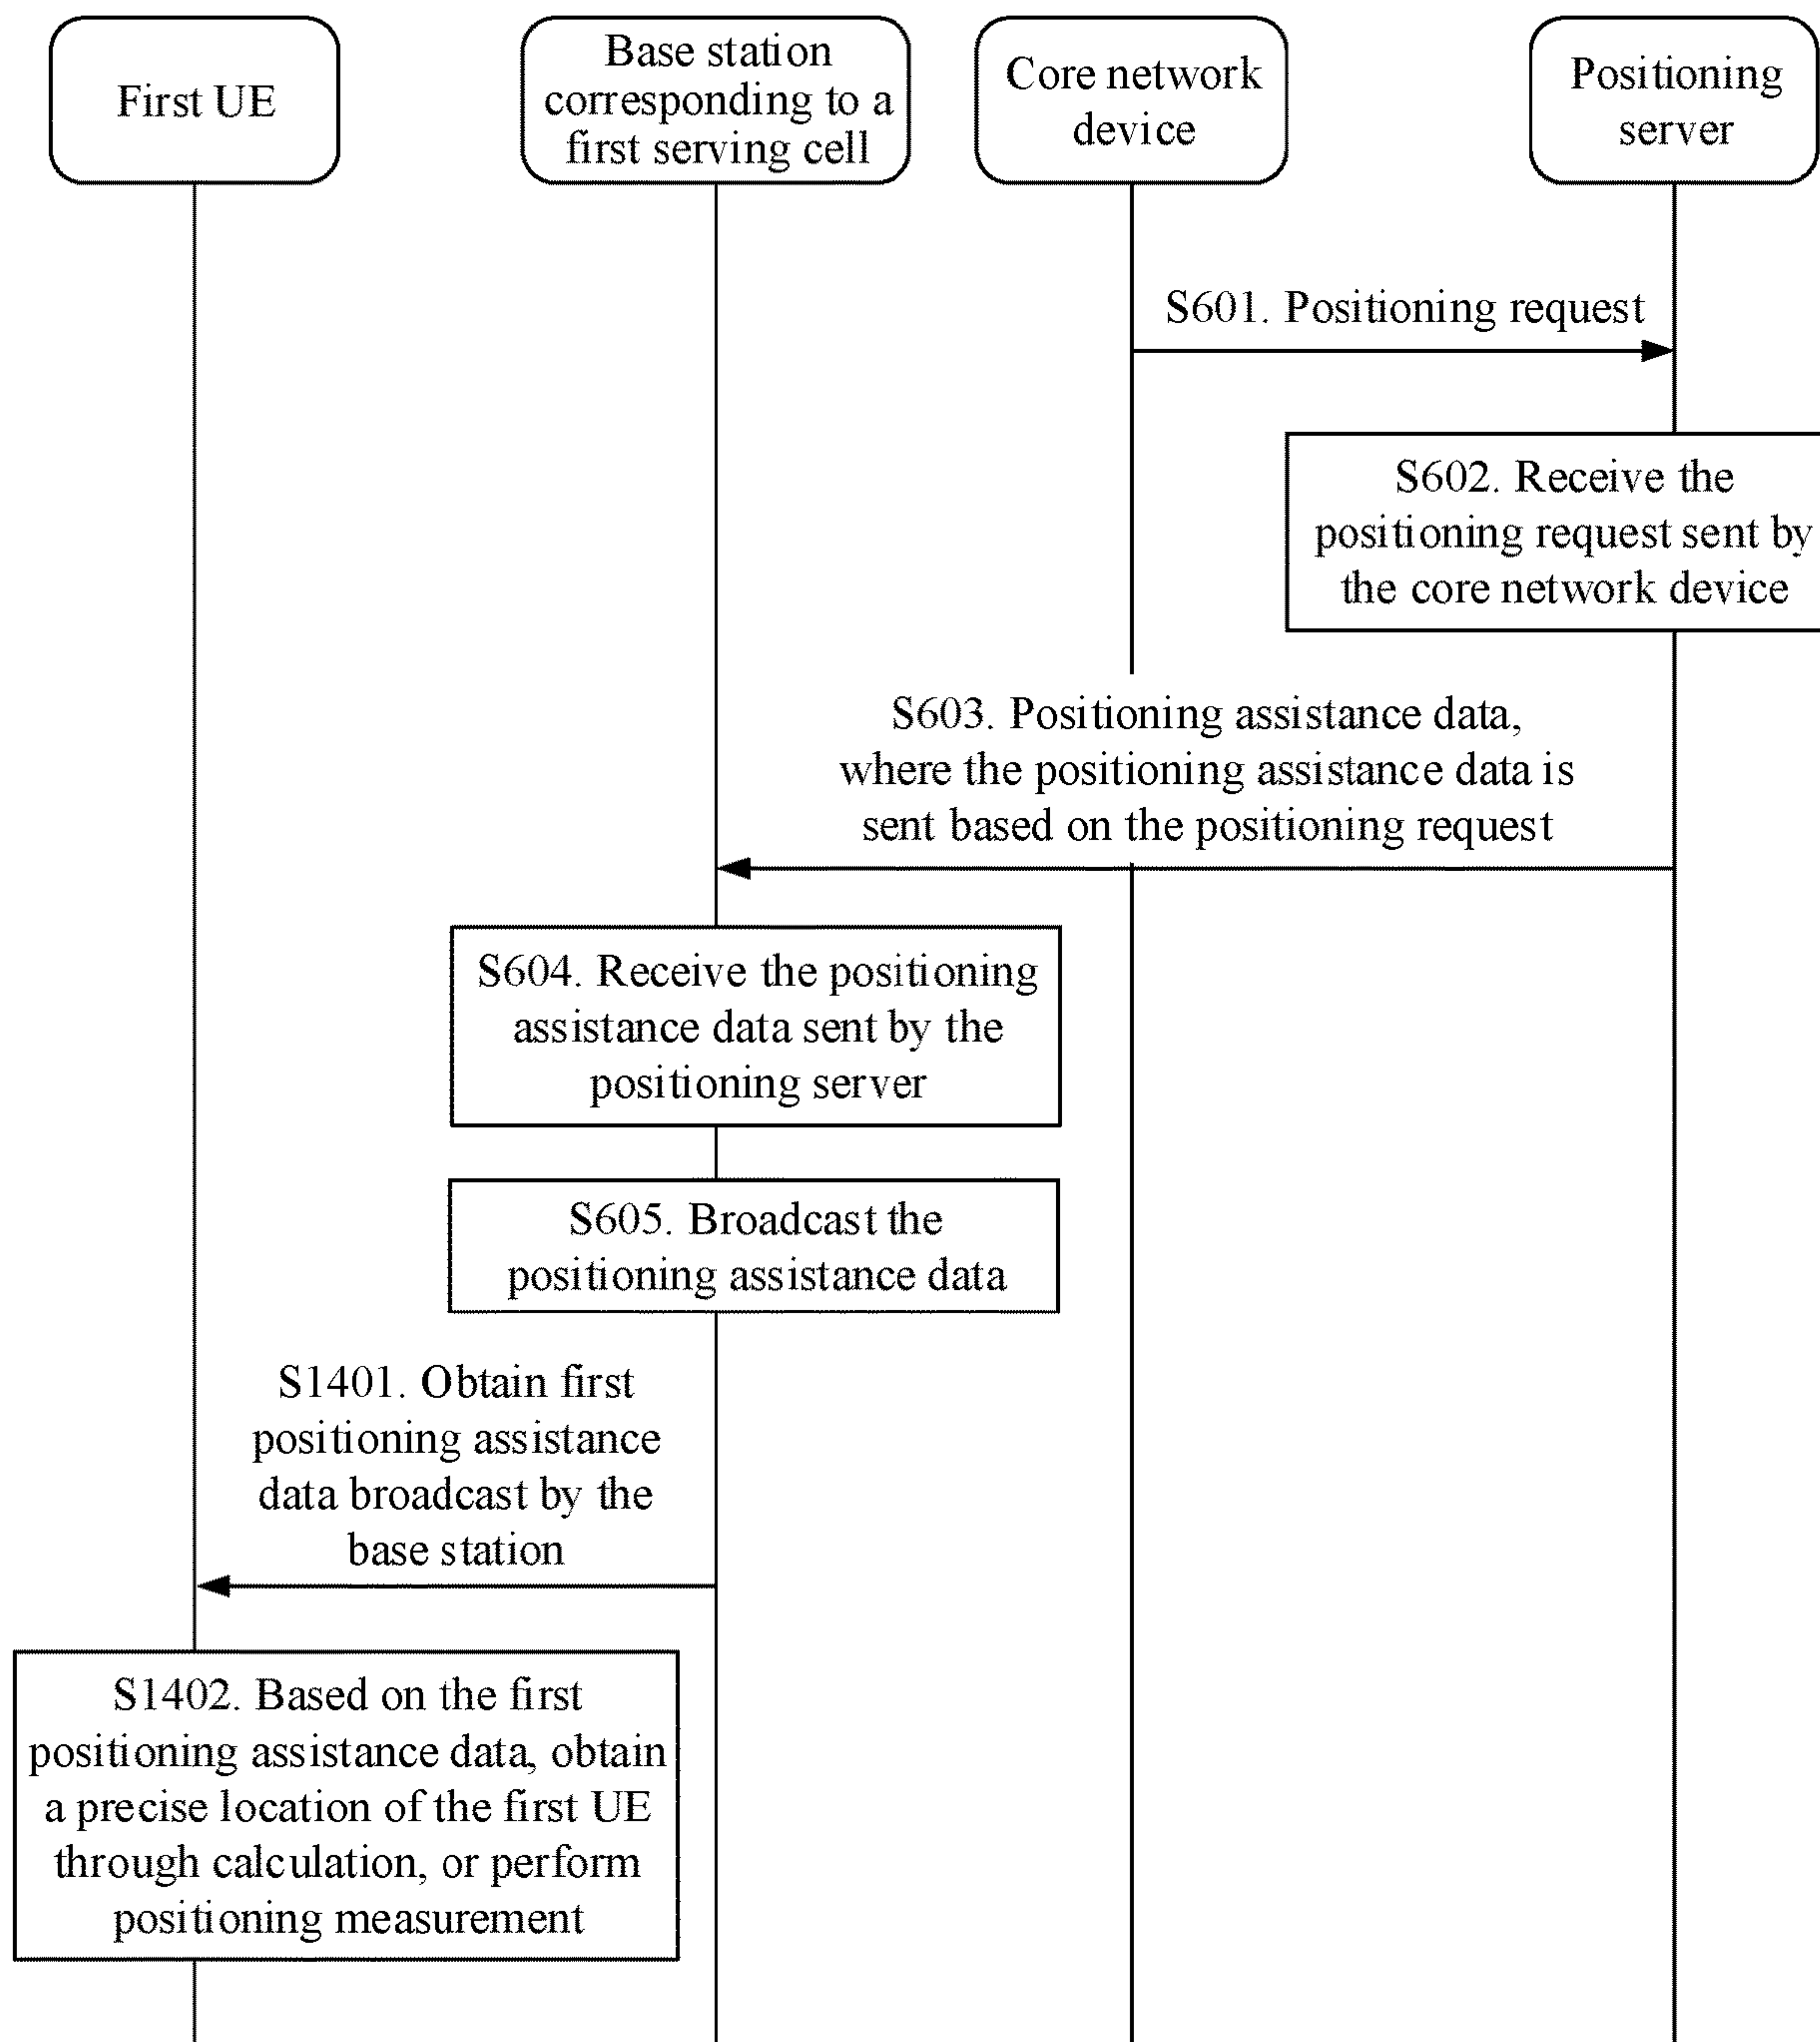 First UE
Base station
corresponding to a
first serving cell
Core network
device
Positioning
server
S601. Positioning request
S602. Receive the
positioning request sent by
the core network device
S603. Positioning assistance data,
where the positioning assistance data is
sent based on the positioning request
S604. Receive the positioning
assistance data sent by the
positioning server
S605. Broadcast the
positioning assistance data
S1401. Obtain first
positioning assistance
data broadcast by the
base station
S1402. Based on the first
positioning assistance data, obtain
a precise location of the first UE
through calculation, or perform
positioning measurement